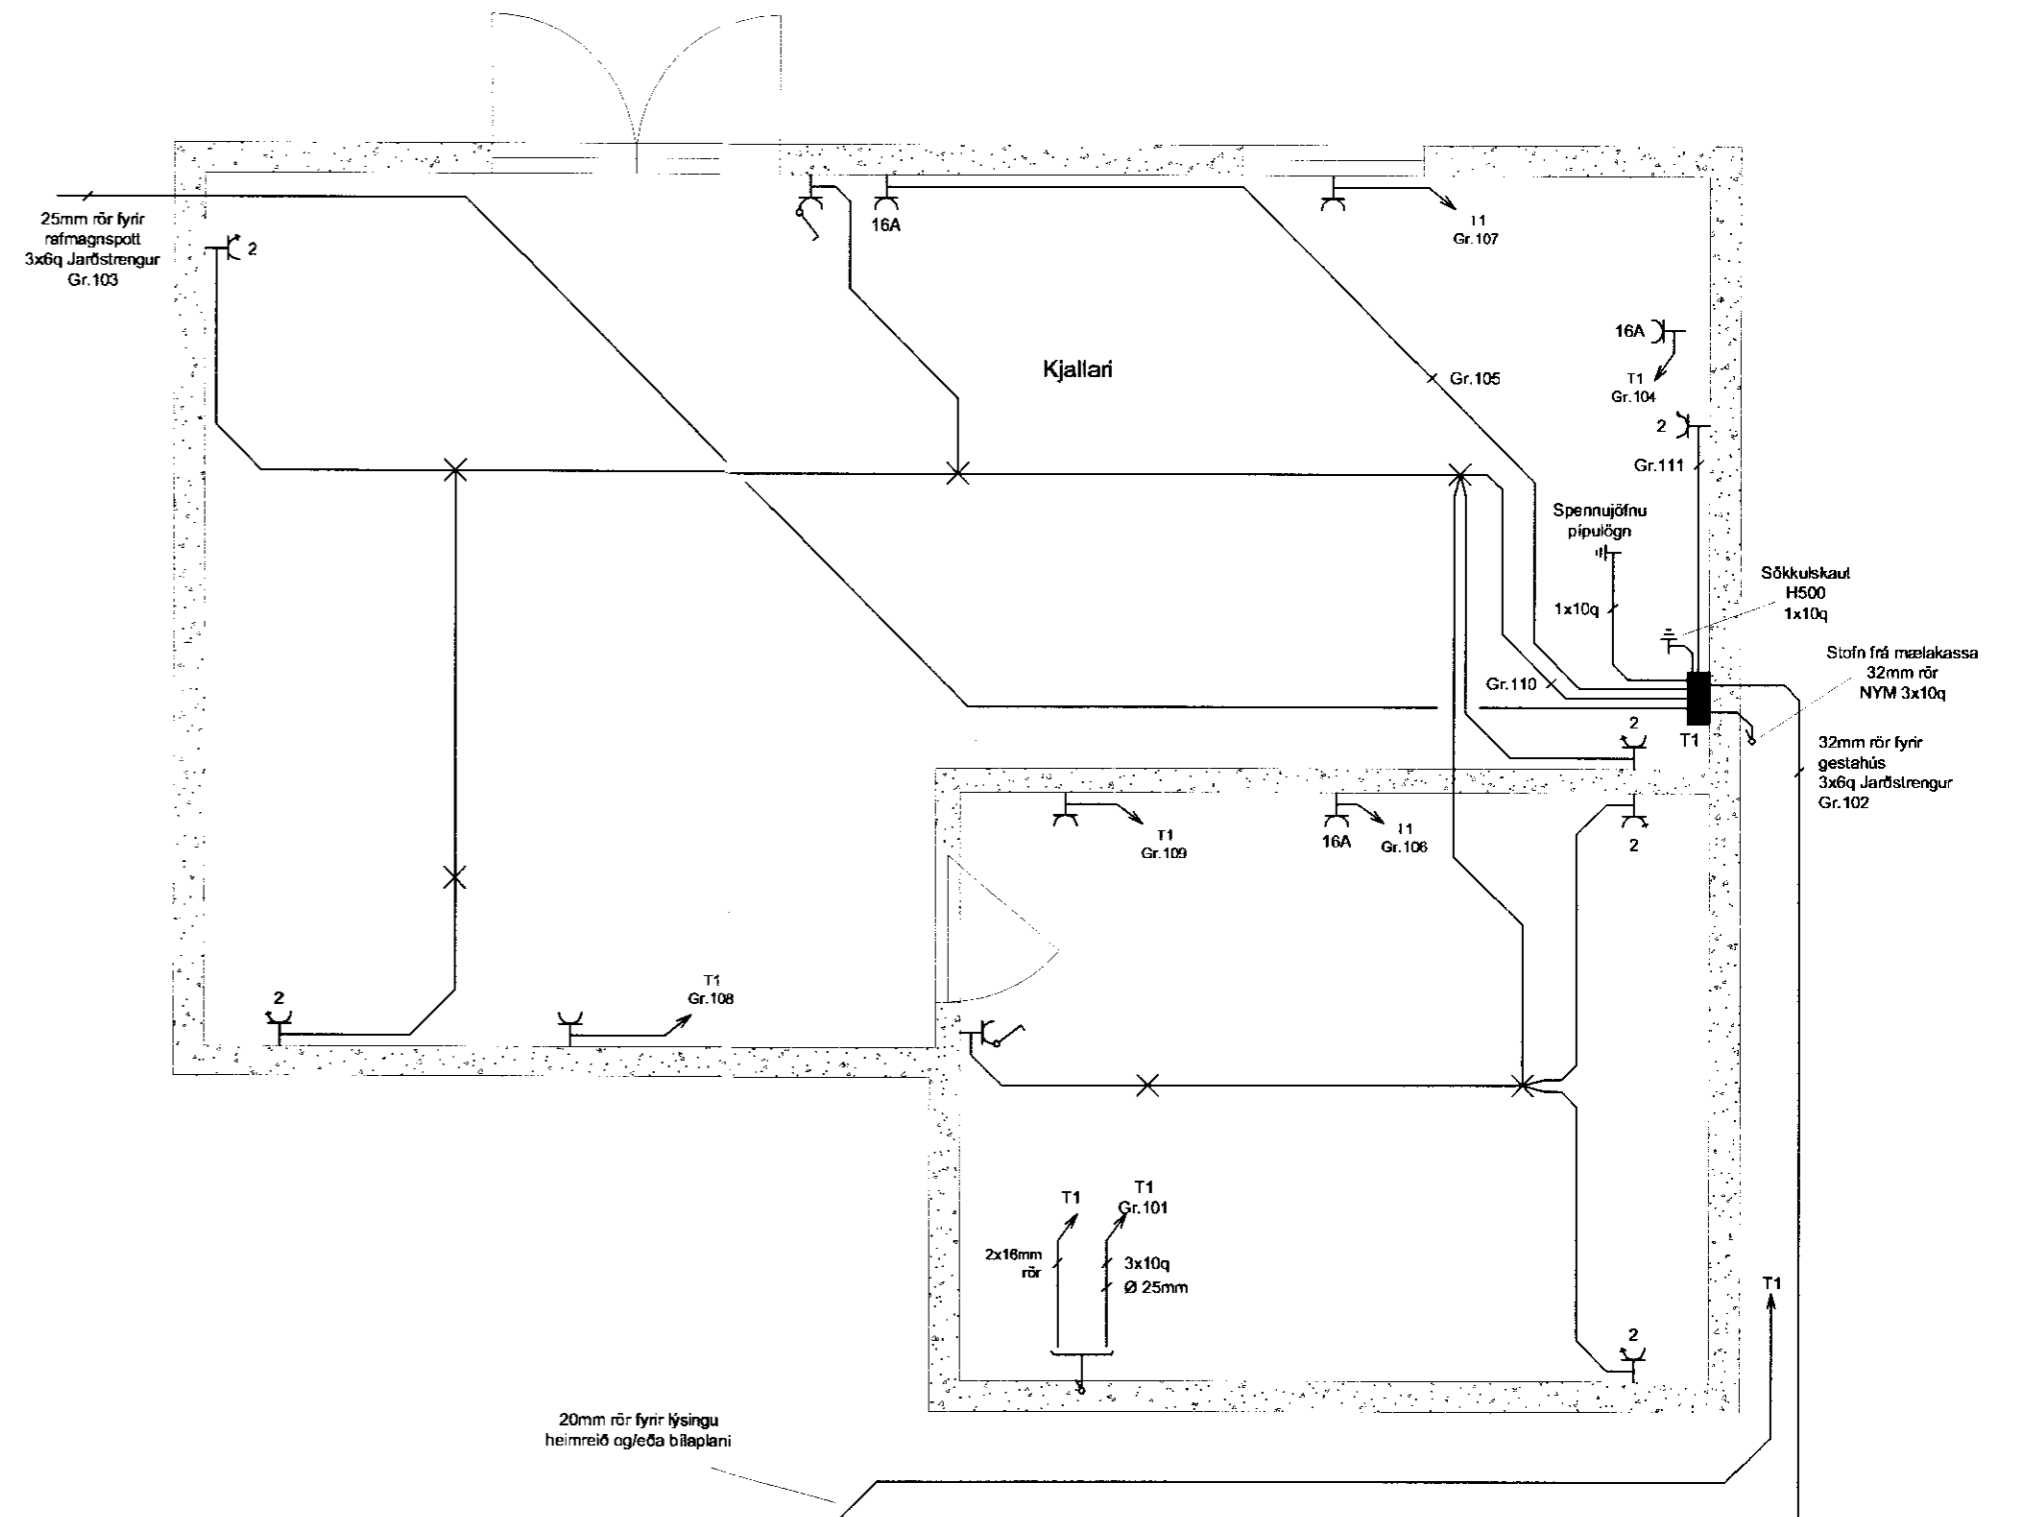 25mm rör fyrir
rafmagnspott
3x6q Jarðstrengur
Gr.103
2
16A
T1
Gr.107
Kjallari
Gr.105
16A
T1
Gr.104
2
Gr.111
Spennujöfnu
pípulögn
1x10q
Sökkulskaut
H500
1x10q
Stofn frá mælakassa
32mm rör
NYM 3x10q
Gr.110
2
T1
32mm rör fyrir
gestahús
3x6q Jarðstrengur
Gr.102
T1
Gr.109
16A
T1
Gr.106
2
2
T1
Gr.108
T1
T1
Gr.101
2x16mm
rör
3x10q
Ø 25mm
T1
2
20mm rör fyrir lýsingu
heimreið og/eða bílaplani